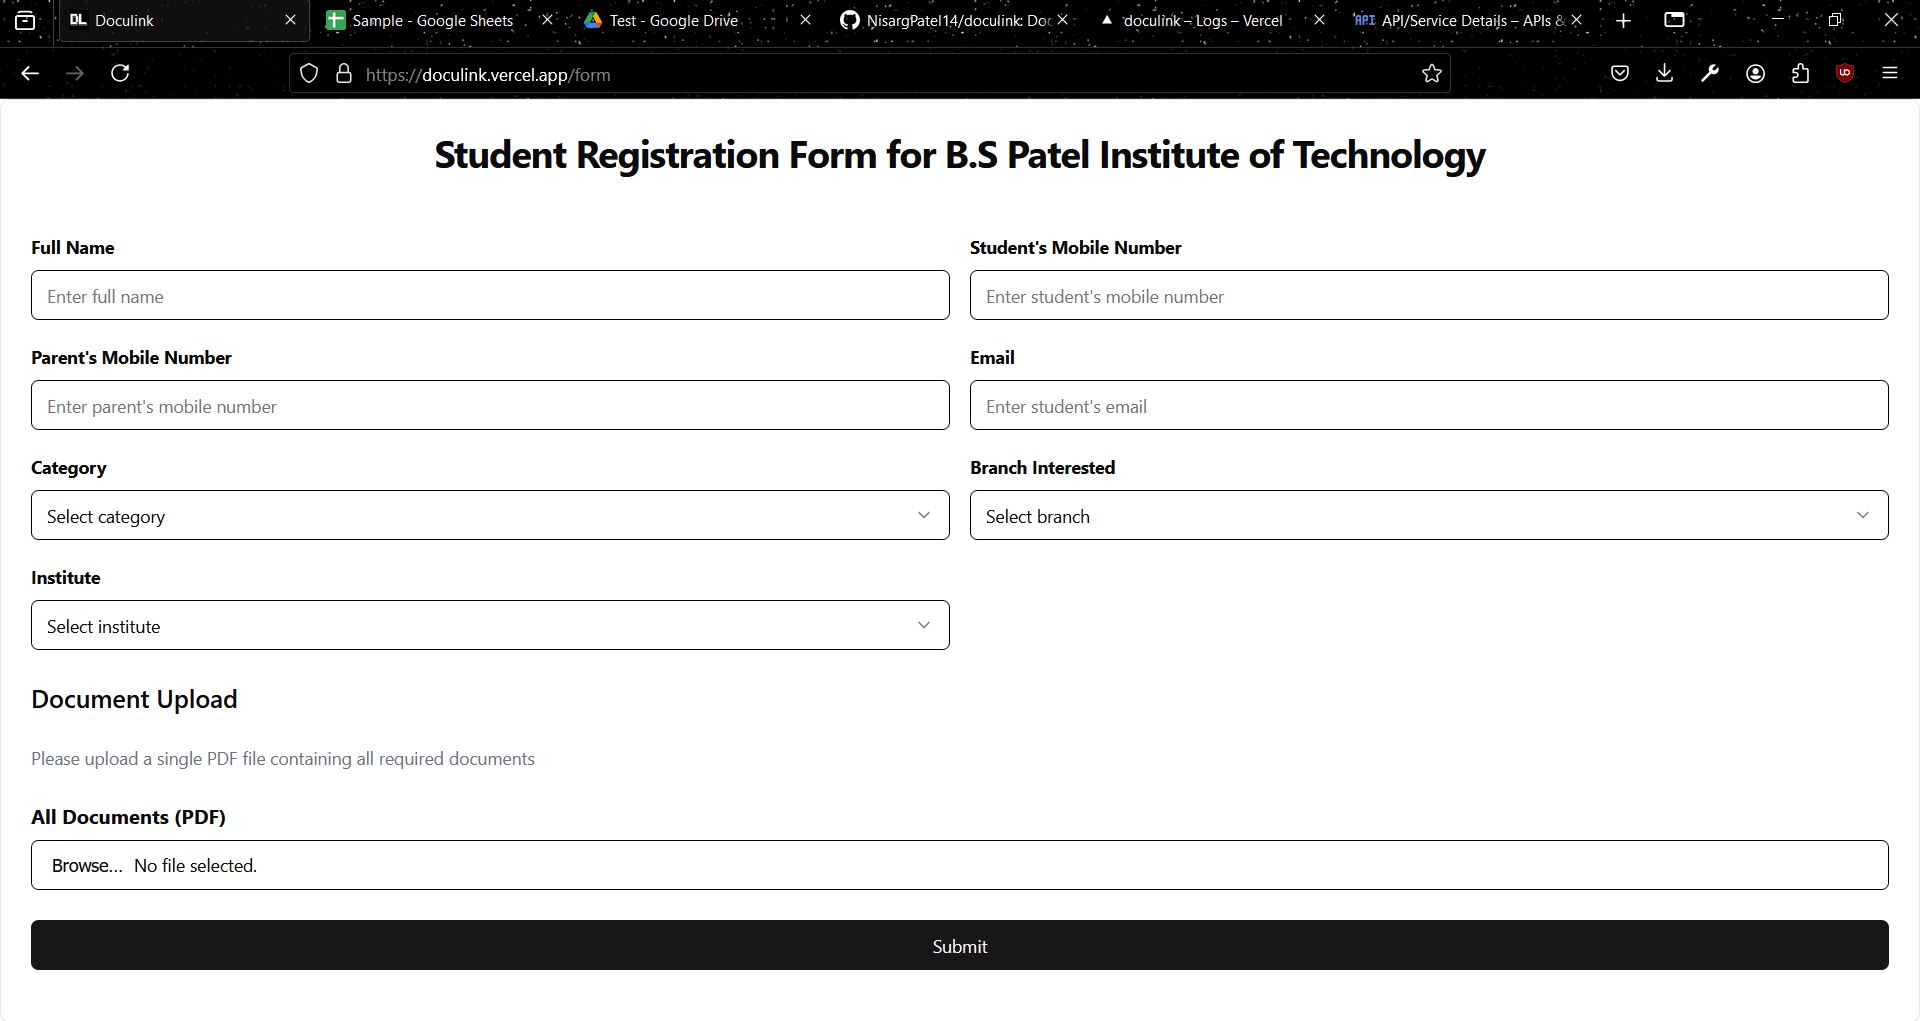 DL Doculink
Sample - Google Sheets
Test - Google Drive
NisargPatel14/doculink: Doc
doculink – Logs – Vercel
API API/Service Details – APIs &
https://doculink.vercel.app/form
Student Registration Form for B.S Patel Institute of Technology
Full Name
Student's Mobile Number
Enter full name
Enter student's mobile number
Parent's Mobile Number
Email
Enter parent's mobile number
Enter student's email
Category
Branch Interested
Select category
Select branch
Institute
Select institute
Document Upload
Please upload a single PDF file containing all required documents
All Documents (PDF)
Browse... No file selected.
Submit